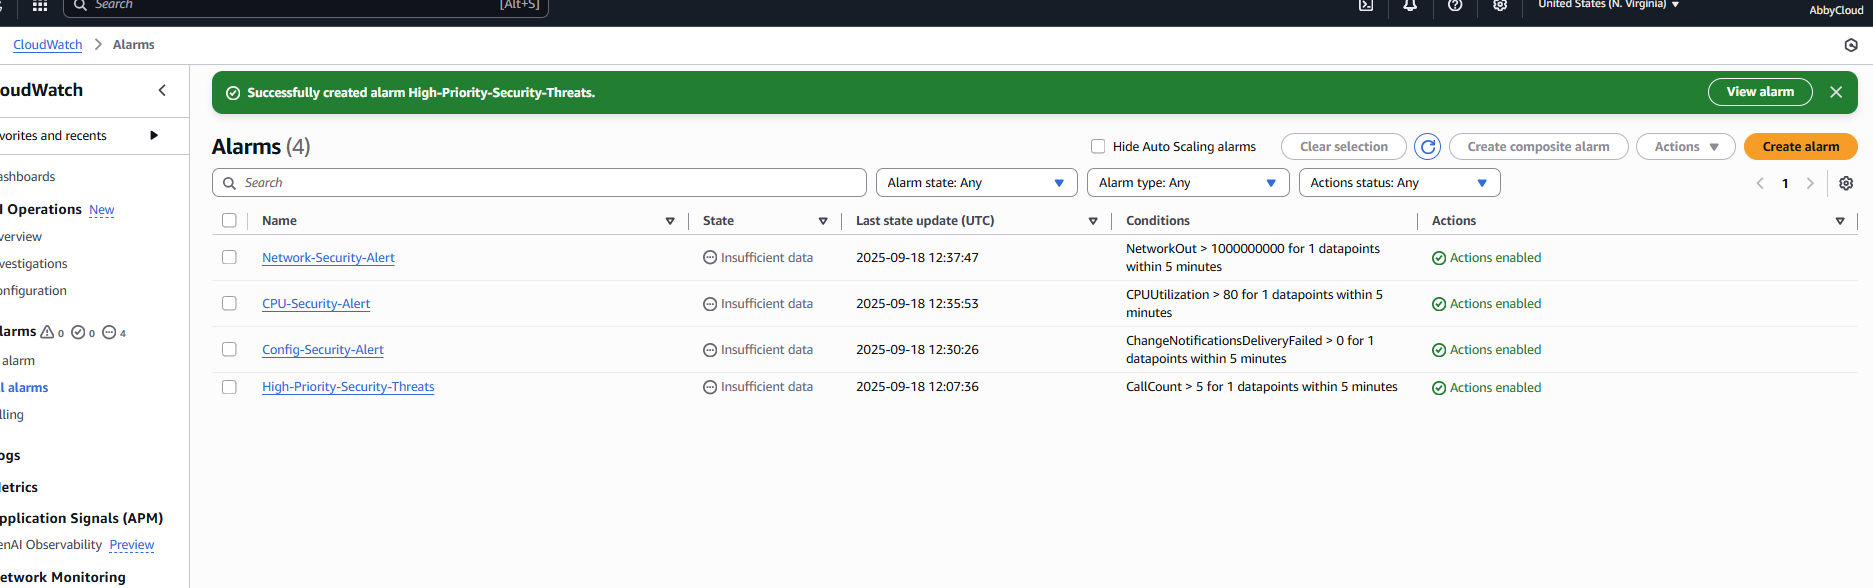 Search [Alt+S] United States (N. Virginia) AbbyCloud
CloudWatch > Alarms
oudWatch
vorites and recents
ashboards
I Operations New
verview
vestigations
onfiguration
larms 0 0 4
alarm
l alarms
lling
ogs
etrics
pplication Signals (APM)
enAI Observability Preview
etwork Monitoring
Successfully created alarm High-Priority-Security-Threats. View alarm
Alarms (4) Hide Auto Scaling alarms Clear selection Create composite alarm Actions Create alarm
Search Alarm state: Any Alarm type: Any Actions status: Any 1
Name State Last state update (UTC) Conditions Actions
Network-Security-Alert Insufficient data 2025-09-18 12:37:47 NetworkOut > 1000000000 for 1 datapoints
within 5 minutes Actions enabled
CPU-Security-Alert Insufficient data 2025-09-18 12:35:53 CPUUtilization > 80 for 1 datapoints within 5
minutes Actions enabled
Config-Security-Alert Insufficient data 2025-09-18 12:30:26 ChangeNotificationsDeliveryFailed > 0 for 1
datapoints within 5 minutes Actions enabled
High-Priority-Security-Threats Insufficient data 2025-09-18 12:07:36 CallCount > 5 for 1 datapoints within 5 minutes Actions enabled